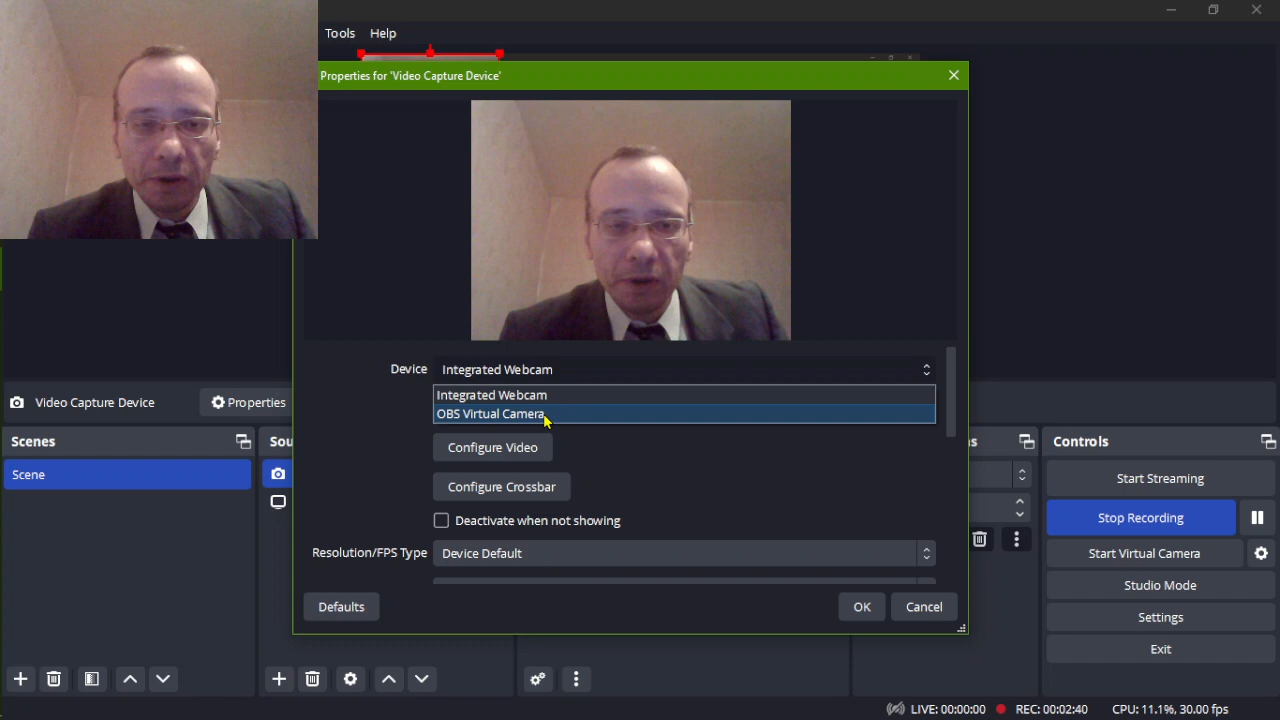 Tools Help
Properties for 'Video Capture Device'
Device Integrated Webcam
Integrated Webcam
OBS Virtual Camera
Configure Video
Configure Crossbar
Deactivate when not showing
Resolution/FPS Type Device Default
Defaults OK Cancel
Video Capture Device Properties
Scenes
Scene
Sou
s
Controls
Start Streaming
Stop Recording
Start Virtual Camera
Studio Mode
Settings
Exit
LIVE: 00:00:00 REC: 00:02:40 CPU: 11.1%, 30.00 fps